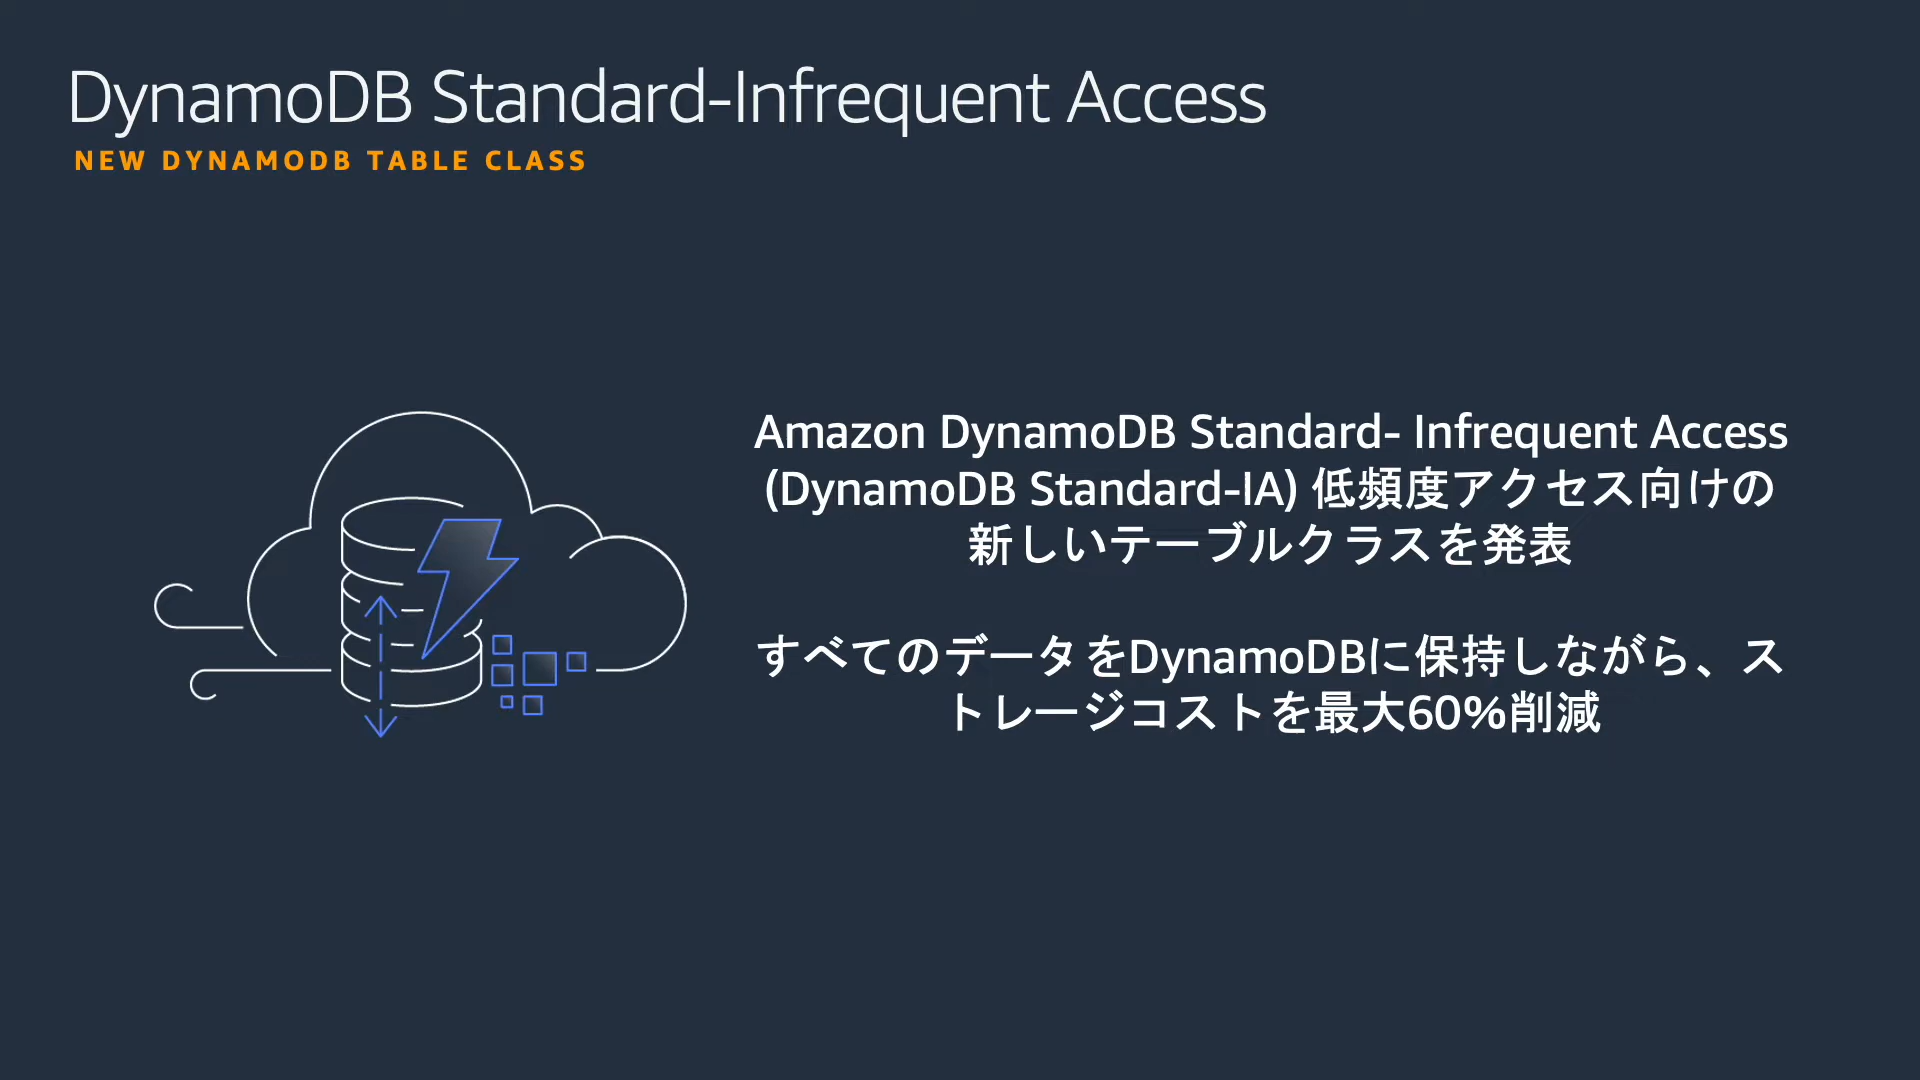 DynamoDB Standard-Infrequent Access
NEW DYNAMODB TABLE CLASS
Amazon DynamoDB Standard- Infrequent Access
(DynamoDB Standard-IA) 低頻度アクセス向けの
新しいテーブルクラスを発表
すべてのデータをDynamoDBに保持しながら、ス
トレージコストを最大60%削減